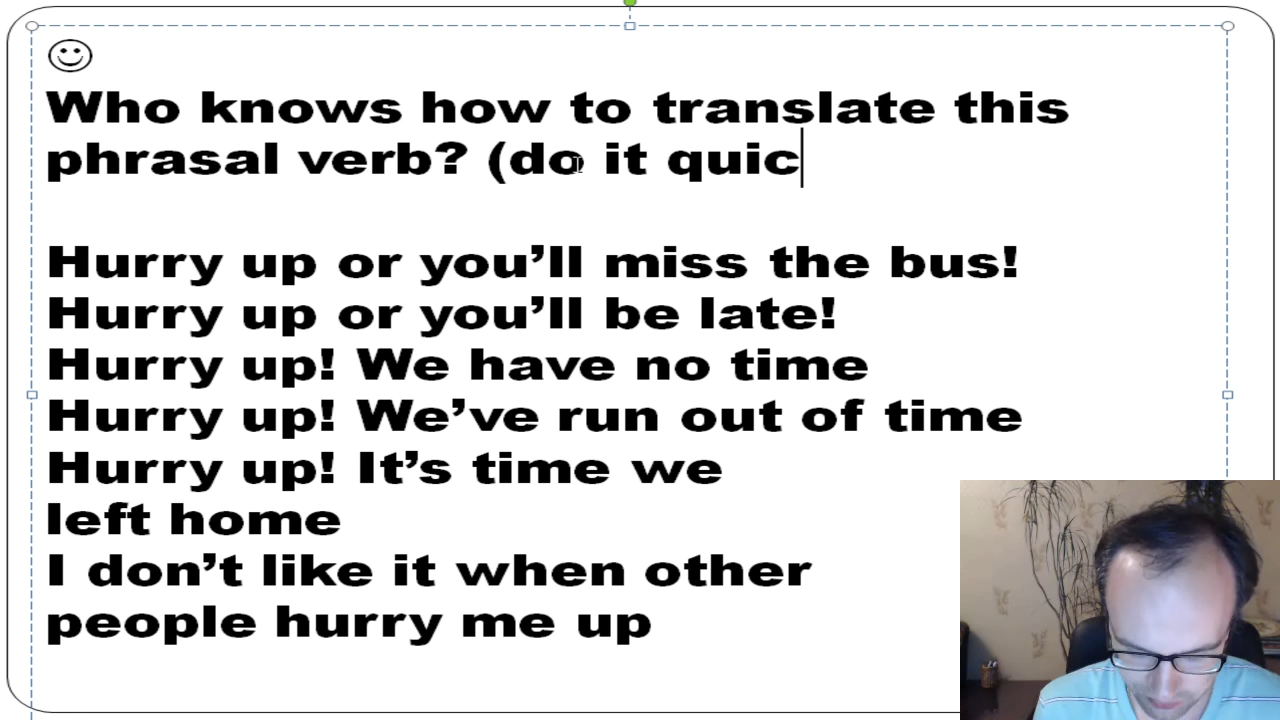 Who knows how to translate this
phrasal verb? (do it quic
Hurry up or you’ll miss the bus!
Hurry up or you’ll be late!
Hurry up! We have no time
Hurry up! We’ve run out of time
Hurry up! It’s time we
left home
I don’t like it when other
people hurry me up